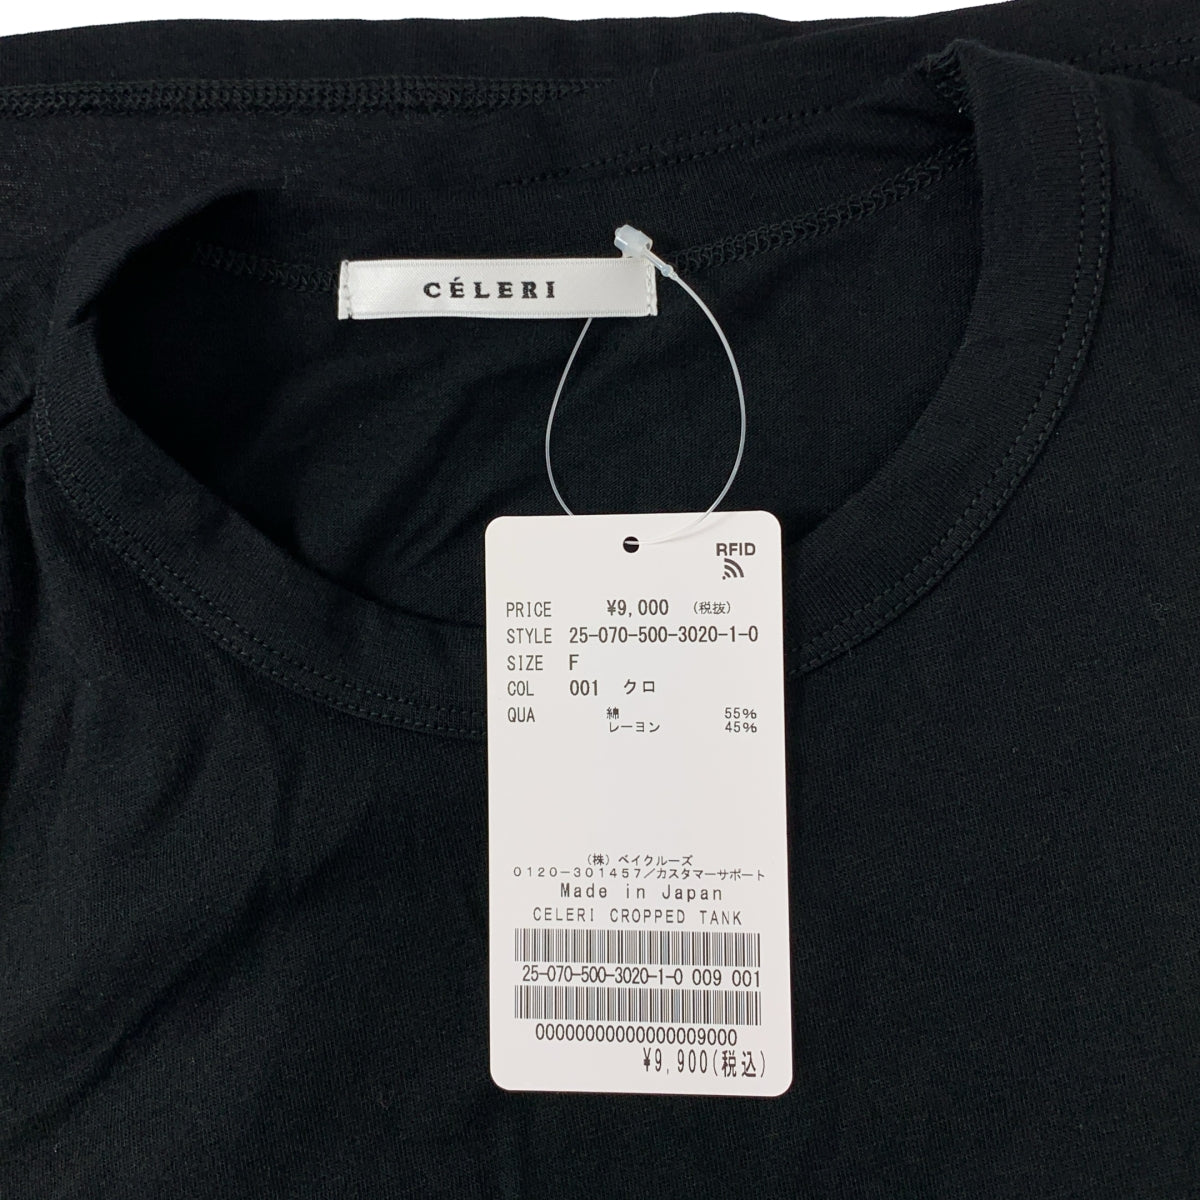 CÉLERI
RFID
PRICE ¥9,000 (税抜)
STYLE 25-070-500-3020-1-0
SIZE F
COL 001 クロ
QUA 綿 55%
レーヨン 45%
(株)ベイクルーズ
0120-301457/カスタマーサポート
Made in Japan
CELERI CROPPED TANK
25-070-500-3020-1-0 009 001
00000000000000009000
¥9,900(税込)